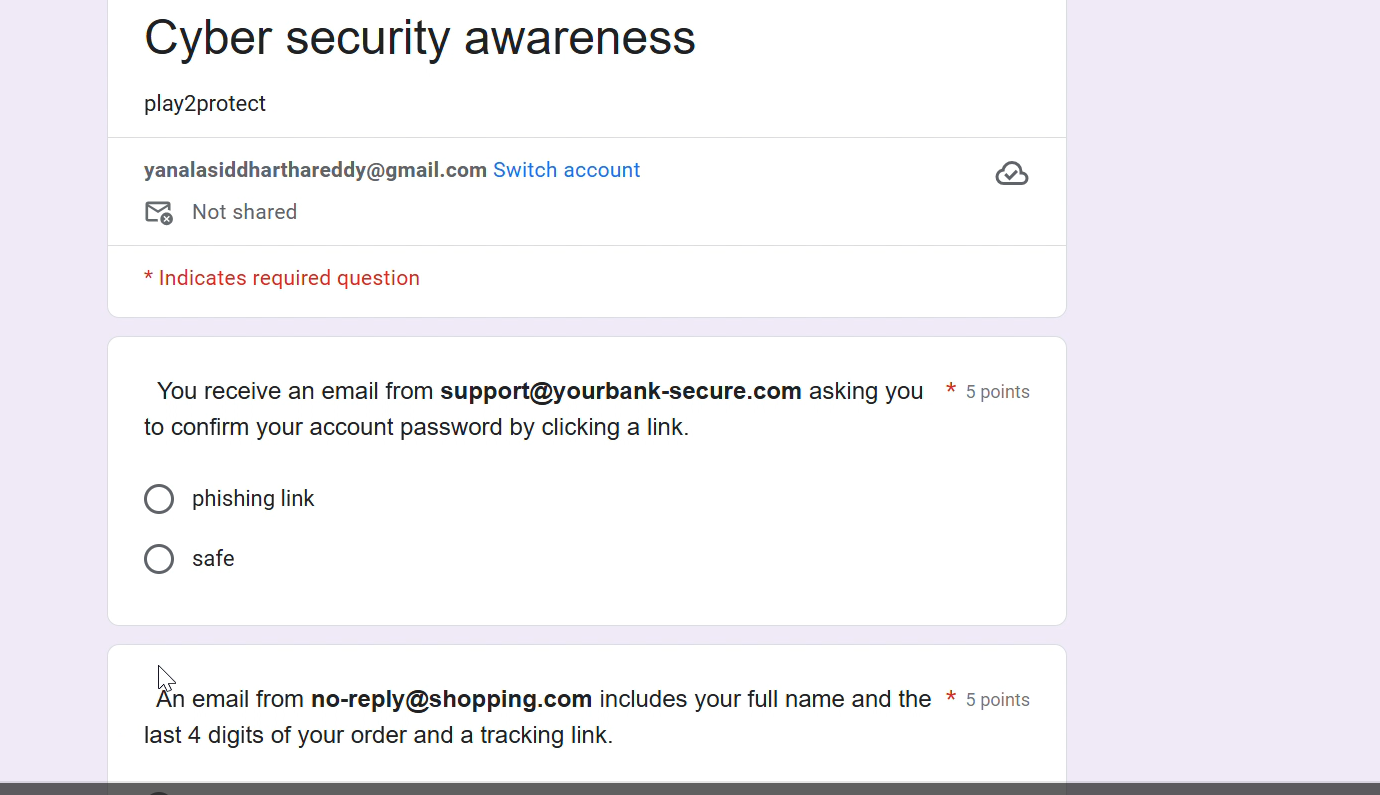 Cyber security awareness
play2protect
yanalasiddharthareddy@gmail.com Switch account
Not shared
* Indicates required question
You receive an email from support@yourbank-secure.com asking you * 5 points
to confirm your account password by clicking a link.
phishing link
safe
An email from no-reply@shopping.com includes your full name and the * 5 points
last 4 digits of your order and a tracking link.